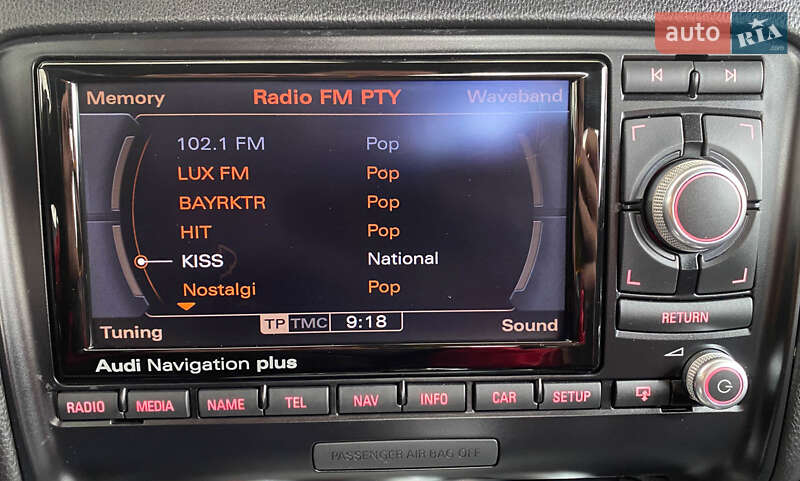 auto RIA.com
Memory Radio FM PTY Waveband
102.1 FM Pop
LUX FM Pop
BAYRKTR Pop
HIT Pop
KISS National
Nostalgi Pop
Tuning TP TMC 9:18 Sound
RETURN
Audi Navigation plus
RADIO MEDIA NAME TEL NAV INFO CAR SETUP
PASSENGER AIR BAG OFF